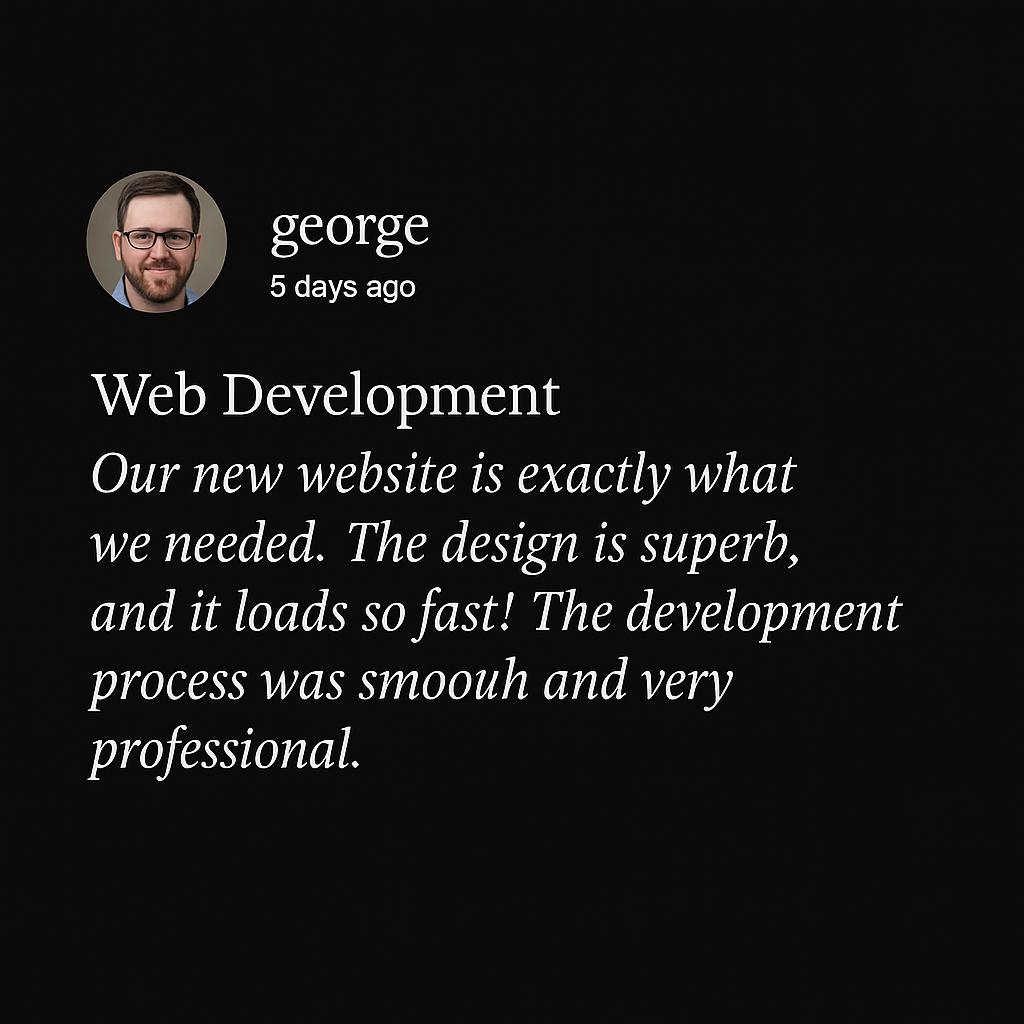 george
5 days ago
Web Development
Our new website is exactly what
we needed. The design is superb,
and it loads so fast! The development
process was smoouh and very
professional.